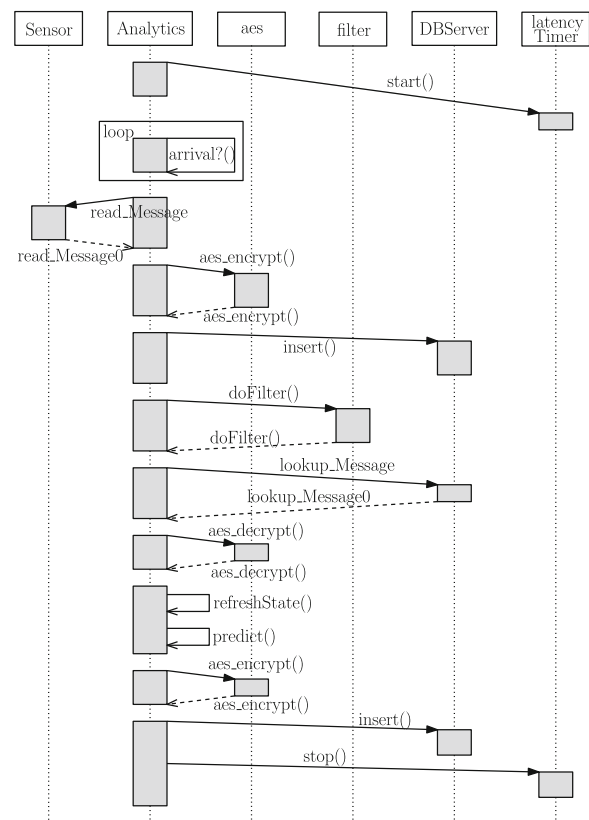 Sensor
Analytics
aes
filter
DBServer
latency
Timer
start()
loop
arrival?()
read_Message
read_Message0
aes_encrypt()
aes_encrypt()
insert()
doFilter()
doFilter()
lookup_Message
lookup_Message0
aes_decrypt()
aes_decrypt()
refreshState()
predict()
aes_encrypt()
aes_encrypt()
insert()
stop()